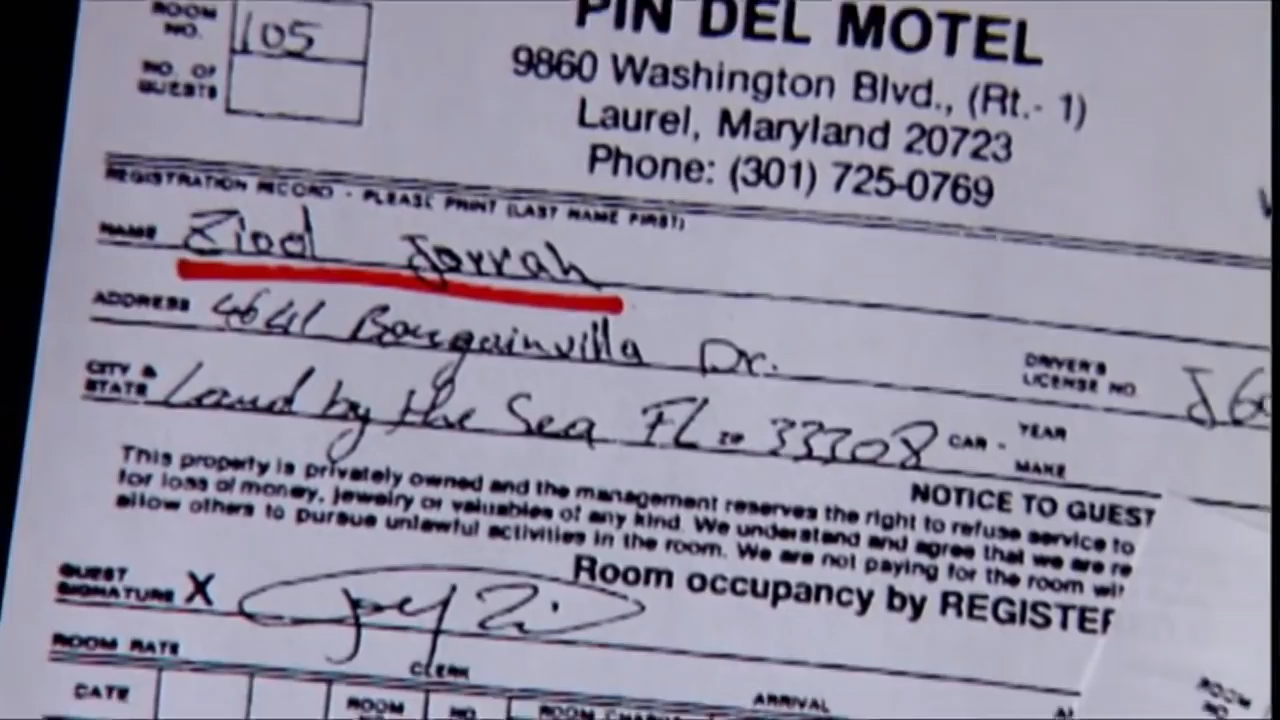 ROOM NO. 105
NO. OF GUESTS
PIN DEL MOTEL
9860 Washington Blvd., (Rt.- 1)
Laurel, Maryland 20723
Phone: (301) 725-0769
REGISTRATION RECORD - PLEASE PRINT (LAST NAME FIRST)
NAME Ziad Jarrah
ADDRESS 4641 Bougainvilla Dr.
DRIVER'S LICENSE NO.
CITY & STATE Laud by the Sea FL ZIP 33308 CAR - YEAR MAKE
NOTICE TO GUEST
This property is privately owned and the management reserves the right to refuse service to
for loss of money, jewelry or valuables of any kind. We understand and agree that we are re
allow others to pursue unlawful activities in the room. We are not paying for the room wit
Room occupancy by REGISTER
GUEST SIGNATURE X
ROOM RATE
CLERK
DATE
ROOM
NO.
ROOM CHARGE
ARRIVAL
ROOM NO.